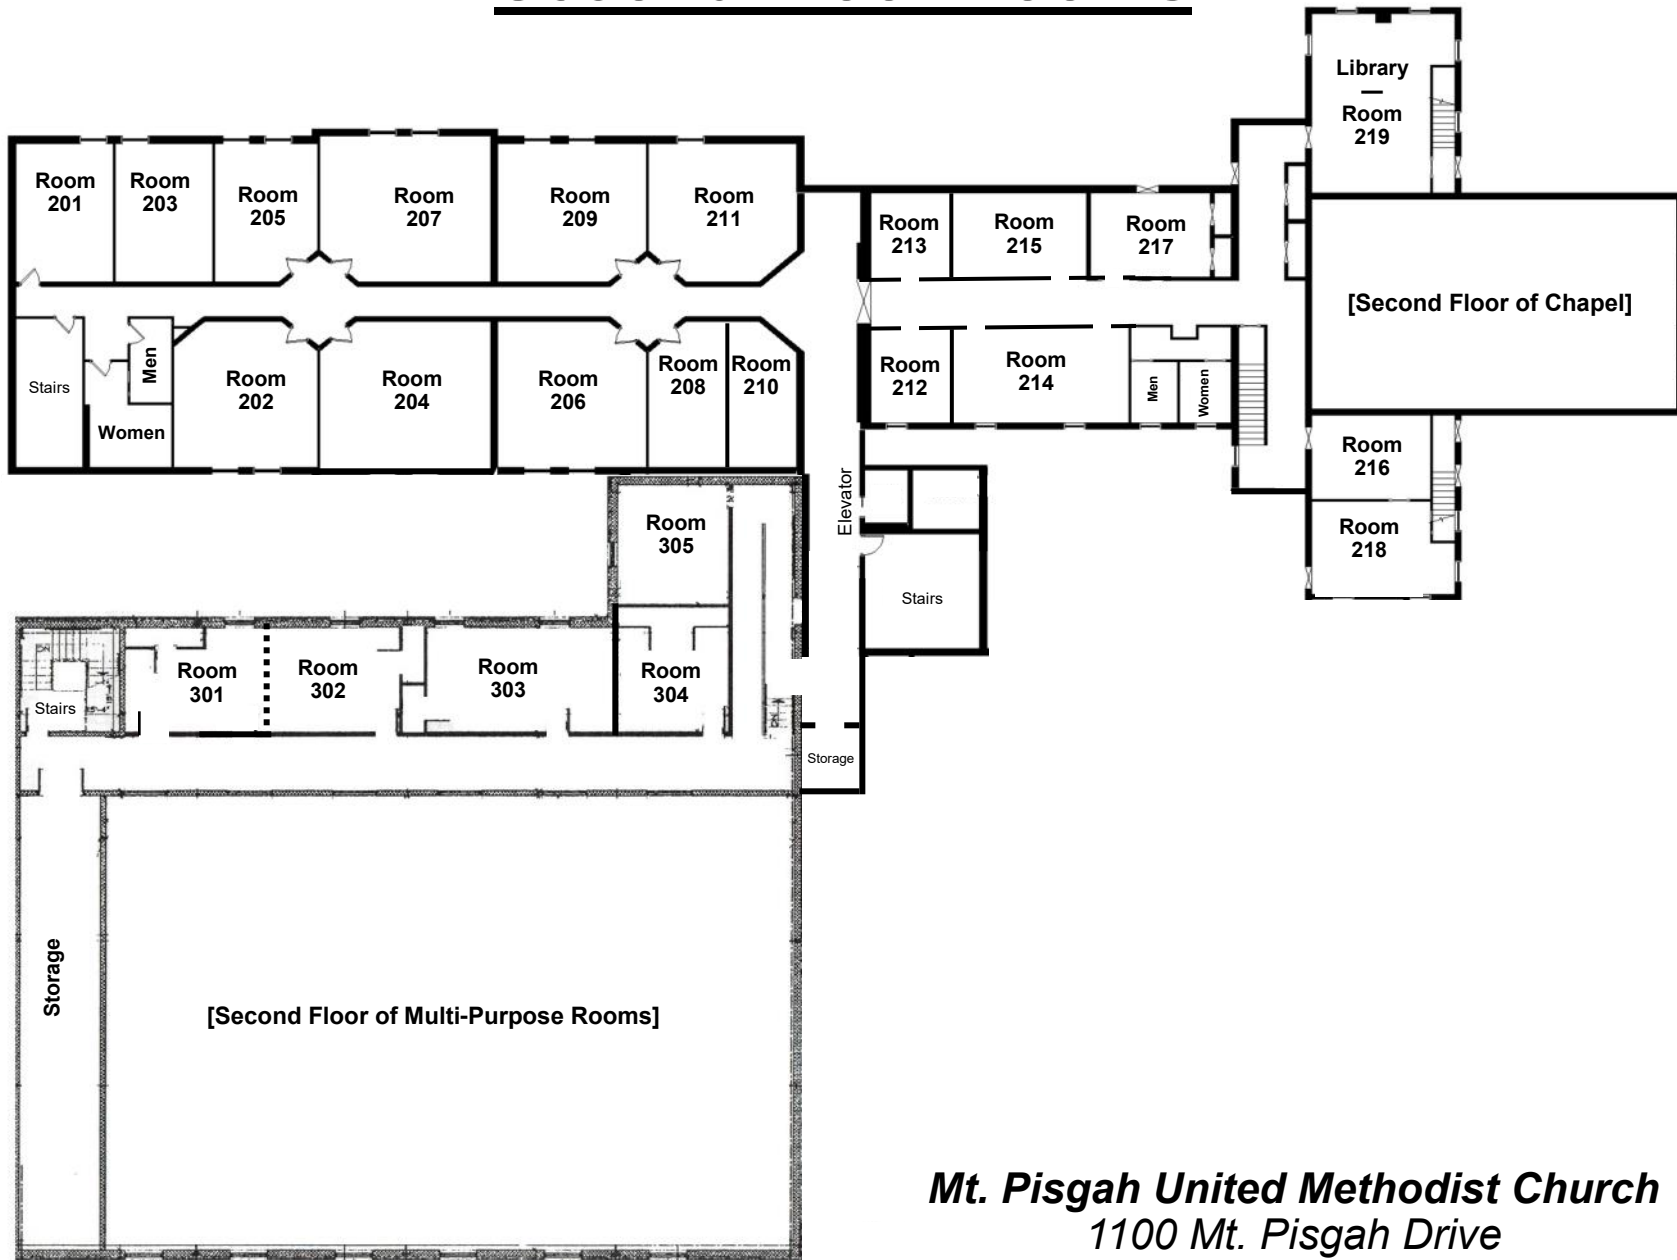 Library
—
Room
219
Room
201
Room
203
Room
205
Room
207
Room
209
Room
211
Room
213
Room
215
Room
217
[Second Floor of Chapel]
Stairs
Men
Women
Room
202
Room
204
Room
206
Room
208
Room
210
Room
212
Room
214
Men
Women
Room
216
Room
218
Elevator
Stairs
Room
305
Stairs
DN
Room
301
Room
302
Room
303
Room
304
DN
Storage
Storage
[Second Floor of Multi-Purpose Rooms]
Mt. Pisgah United Methodist Church
1100 Mt. Pisgah Drive